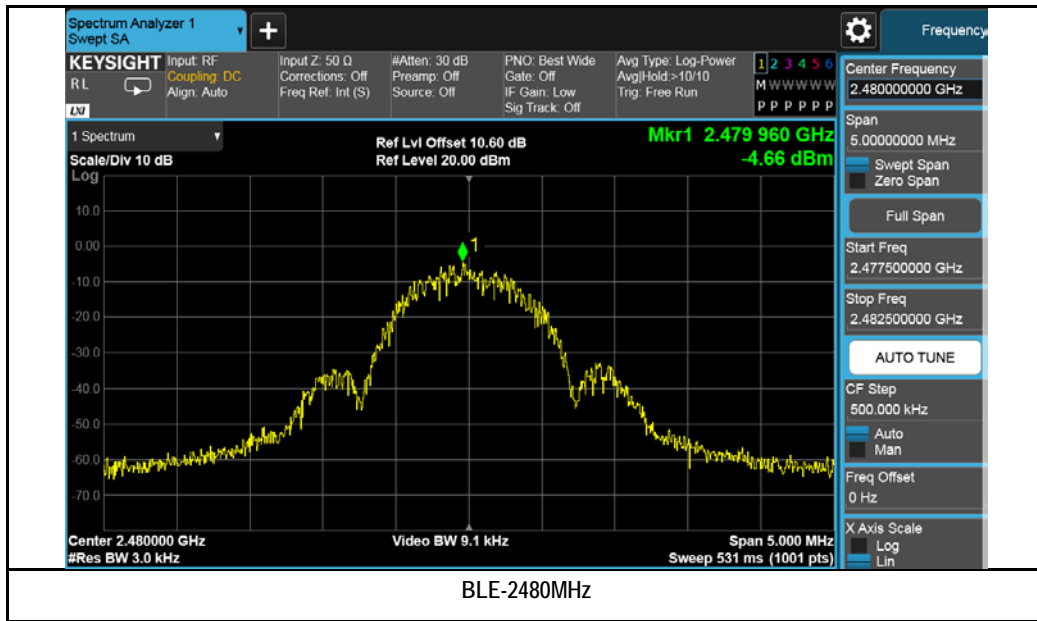 Spectrum Analyzer 1
Swept SA
+
Frequency
KEYSIGHT
RL
LXI
Input: RF
Coupling: DC
Align: Auto
Input Z: 50 Ω
Corrections: Off
Freq Ref: Int (S)
#Atten: 30 dB
Preamp: Off
Source: Off
PNO: Best Wide
Gate: Off
IF Gain: Low
Sig Track: Off
Avg Type: Log-Power
Avg|Hold:>10/10
Trig: Free Run
1 2 3 4 5 6
M W W W W W
P P P P P P
1 Spectrum
Scale/Div 10 dB
Log
Ref Lvl Offset 10.60 dB
Ref Level 20.00 dBm
Mkr1 2.479 960 GHz
-4.66 dBm
10.0
0.00
-10.0
-20.0
-30.0
-40.0
-50.0
-60.0
-70.0
1
Center 2.480000 GHz
#Res BW 3.0 kHz
Video BW 9.1 kHz
Span 5.000 MHz
Sweep 531 ms (1001 pts)
Center Frequency
2.480000000 GHz
Span
5.00000000 MHz
Swept Span
Zero Span
Full Span
Start Freq
2.477500000 GHz
Stop Freq
2.482500000 GHz
AUTO TUNE
CF Step
500.000 kHz
Auto
Man
Freq Offset
0 Hz
X Axis Scale
Log
Lin
BLE-2480MHz